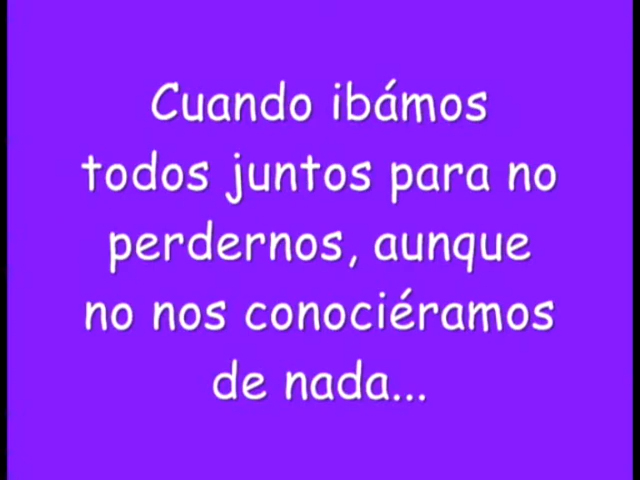 Cuando ibámos
todos juntos para no
perdernos, aunque
no nos conociéramos
de nada...